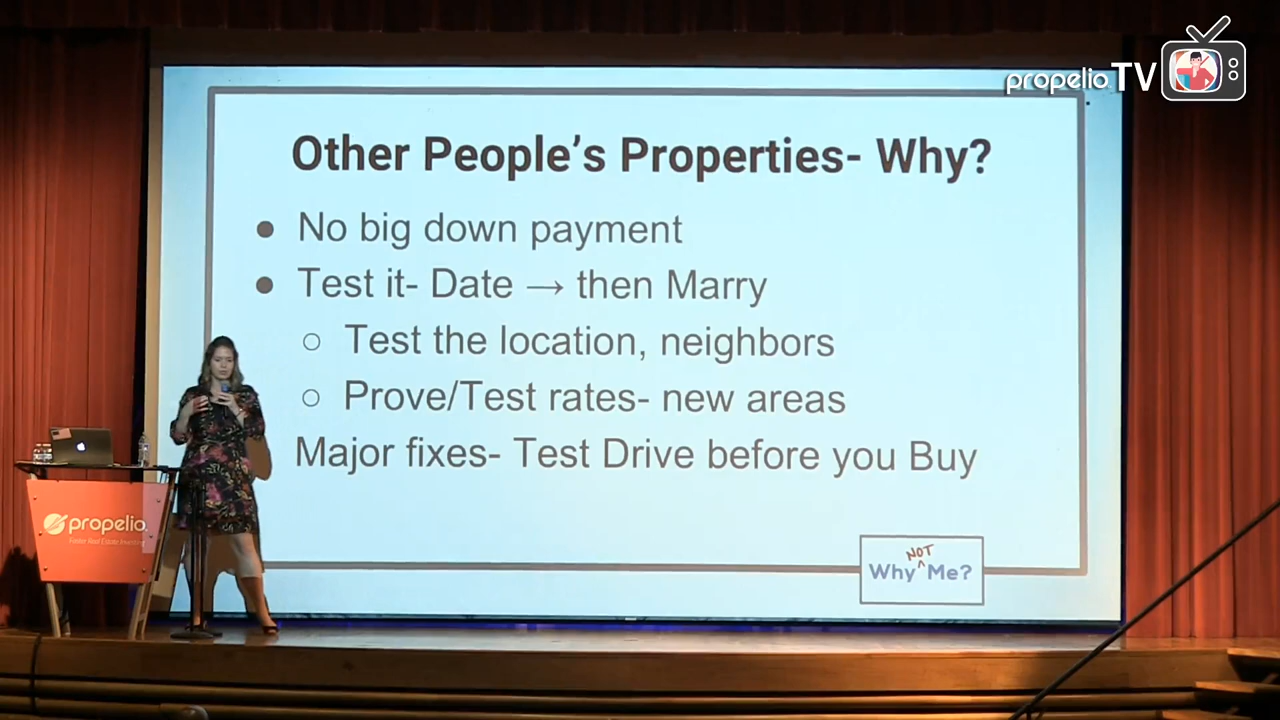 propelio TV
Other People's Properties- Why?
● No big down payment
● Test it- Date → then Marry
○ Test the location, neighbors
○ Prove/Test rates- new areas
Major fixes- Test Drive before you Buy
propelio.
Faster Real Estate Investing
NOT
Why ^ Me?